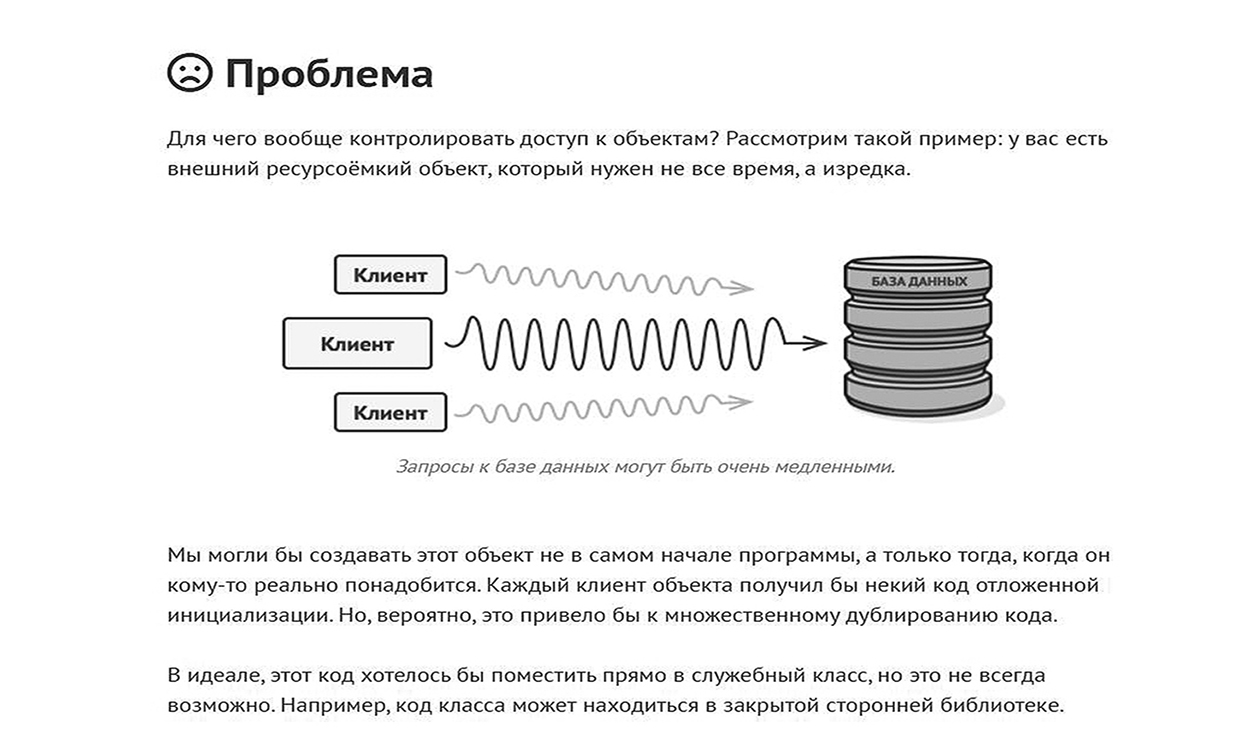 Проблема
Для чего вообще контролировать доступ к объектам? Рассмотрим такой пример: у вас есть
внешний ресурсоёмкий объект, который нужен не все время, а изредка.
Клиент
Клиент
Клиент
БАЗА ДАННЫХ
Запросы к базе данных могут быть очень медленными.
Мы могли бы создавать этот объект не в самом начале программы, а только тогда, когда он
кому-то реально понадобится. Каждый клиент объекта получил бы некий код отложенной
инициализации. Но, вероятно, это привело бы к множественному дублированию кода.
В идеале, этот код хотелось бы поместить прямо в служебный класс, но это не всегда
возможно. Например, код класса может находиться в закрытой сторонней библиотеке.